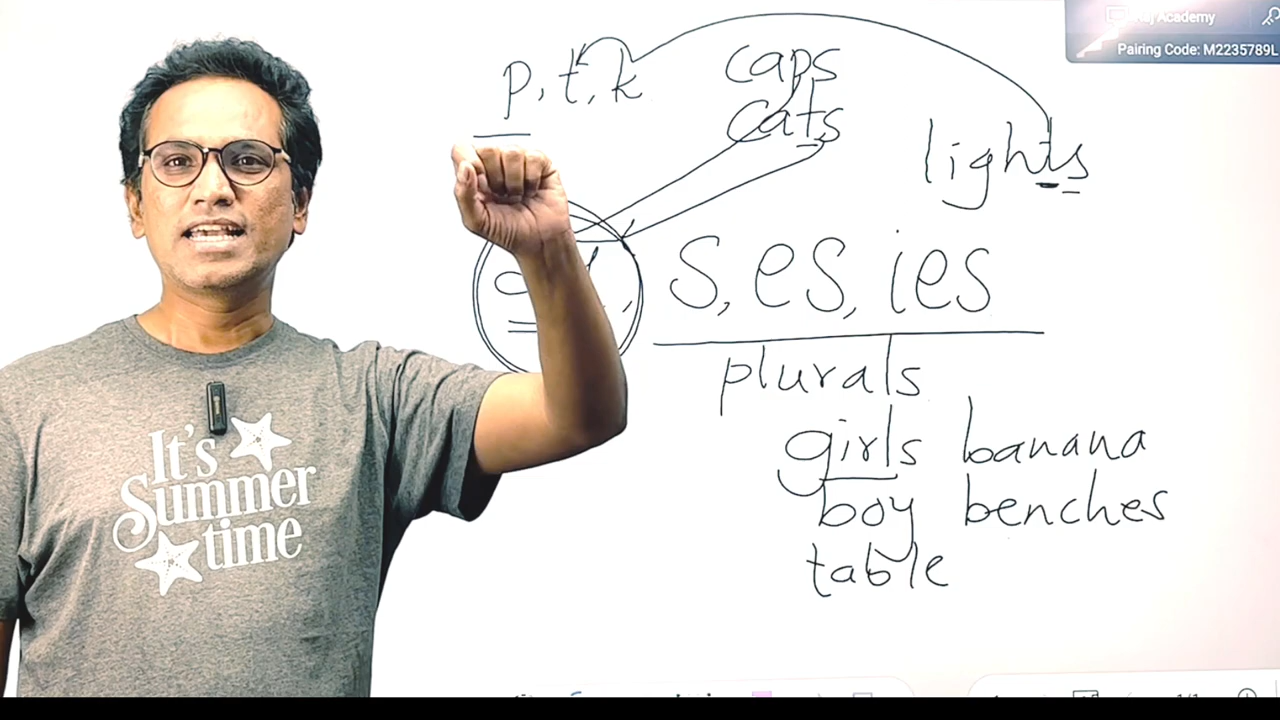 Academy
Pairing Code: M2235789L
p, t, k
caps
cats
lights
s, es, ies
plurals
girls banana
boy benches
table
It's
Summer
time